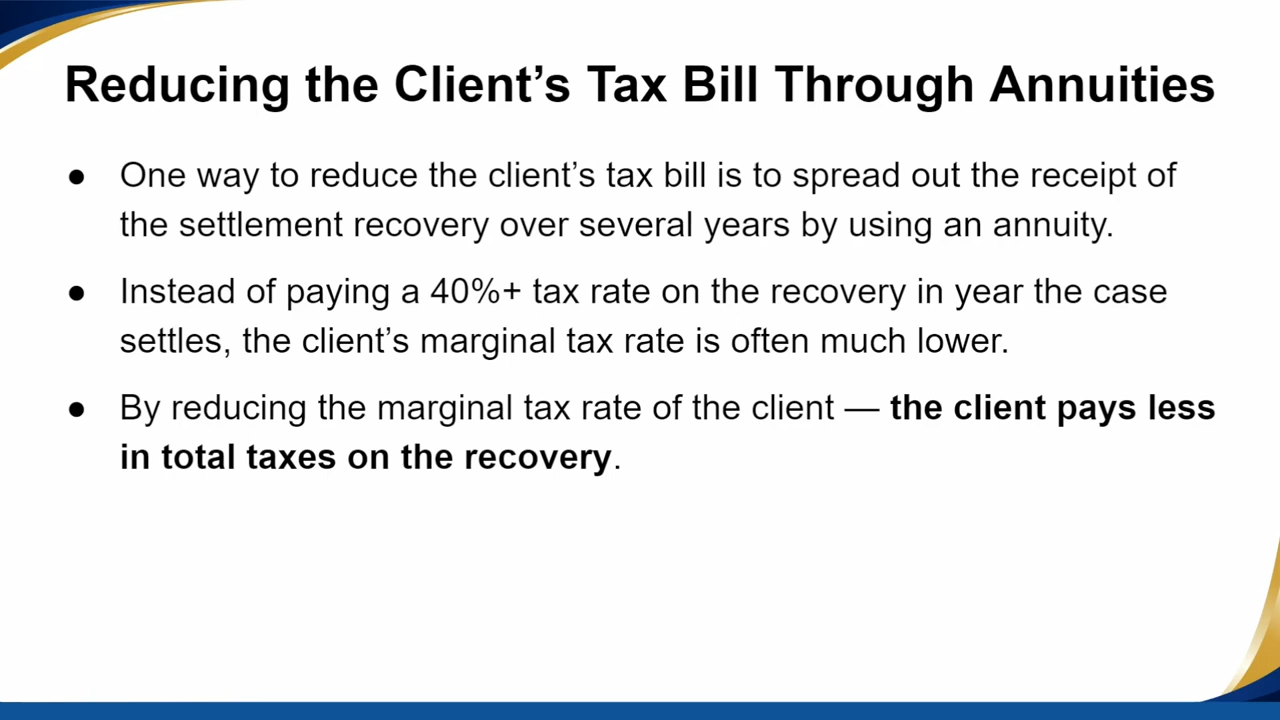 Reducing the Client’s Tax Bill Through Annuities
● One way to reduce the client’s tax bill is to spread out the receipt of
the settlement recovery over several years by using an annuity.
● Instead of paying a 40%+ tax rate on the recovery in year the case
settles, the client’s marginal tax rate is often much lower.
● By reducing the marginal tax rate of the client — the client pays less
in total taxes on the recovery.